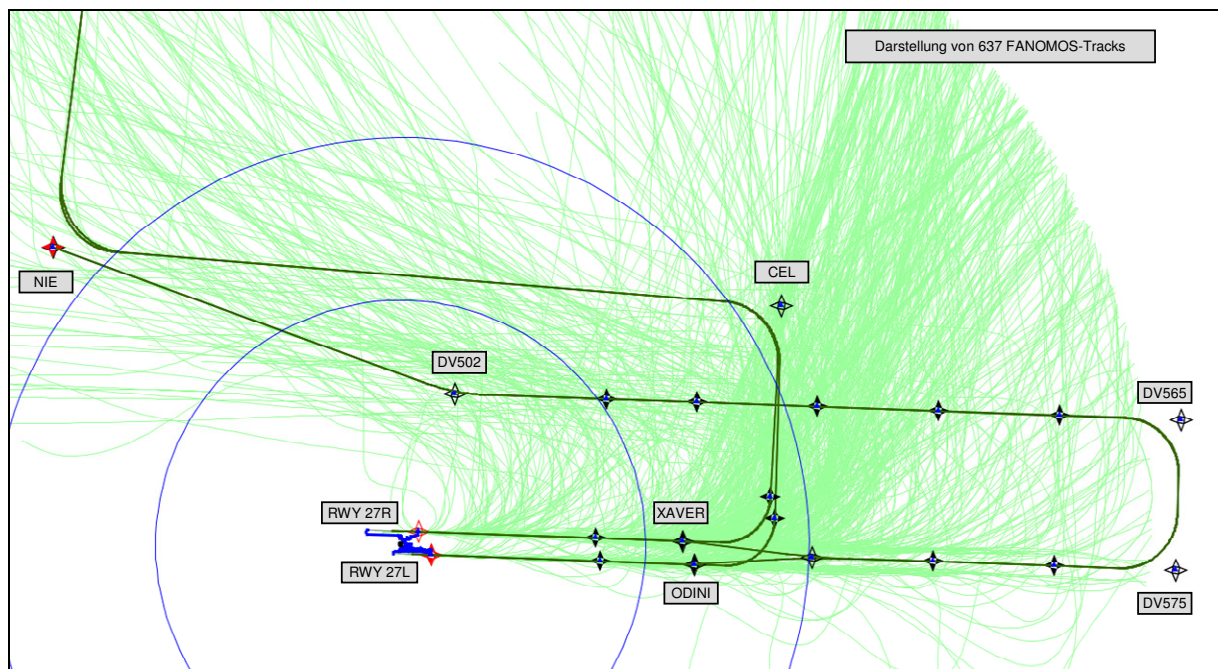 Darstellung von 637 FANOMOS-Tracks
NIE
CEL
DV502
DV565
RWY 27R
XAVER
RWY 27L
ODINI
DV575